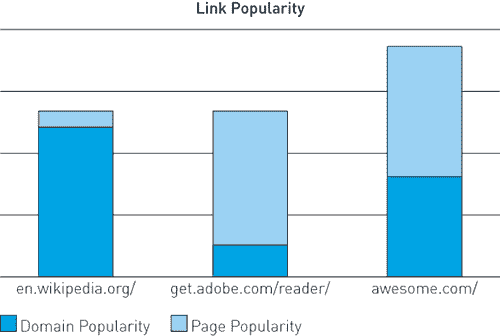 Link Popularity
en.wikipedia.org/ get.adobe.com/reader/ awesome.com/
Domain Popularity Page Popularity